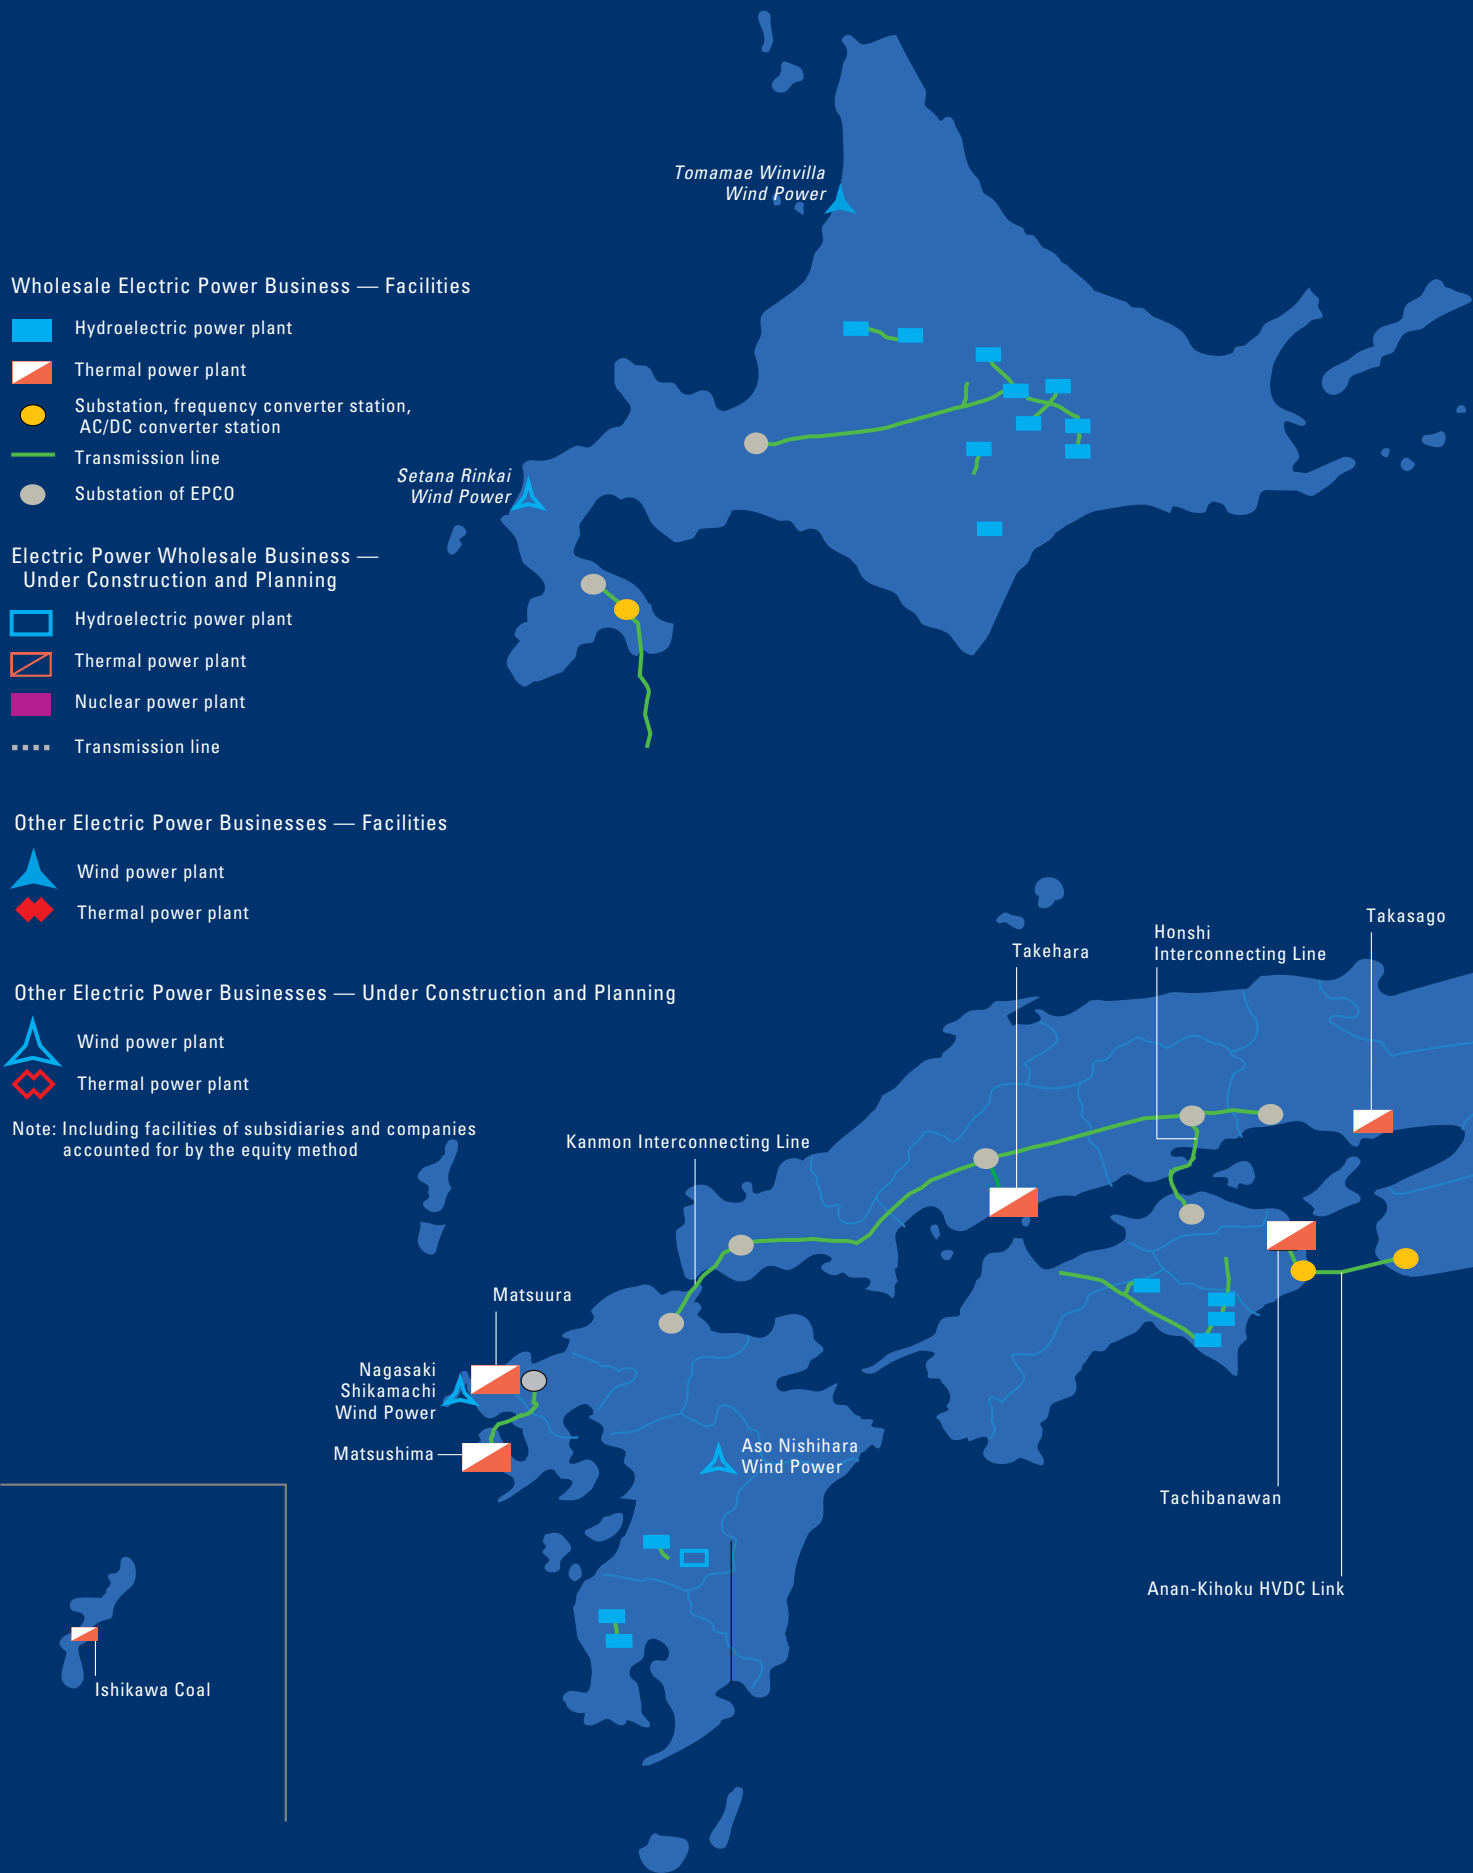 Tomamae Winvilla
Wind Power
Wholesale Electric Power Business — Facilities
Hydroelectric power plant
Thermal power plant
Substation, frequency converter station,
AC/DC converter station
Transmission line
Substation of EPCO
Setana Rinkai
Wind Power
Electric Power Wholesale Business —
Under Construction and Planning
Hydroelectric power plant
Thermal power plant
Nuclear power plant
Transmission line
Other Electric Power Businesses — Facilities
Wind power plant
Thermal power plant
Other Electric Power Businesses — Under Construction and Planning
Wind power plant
Thermal power plant
Note: Including facilities of subsidiaries and companies
accounted for by the equity method
Takasago
Honshi
Interconnecting Line
Takehara
Kanmon Interconnecting Line
Matsuura
Nagasaki
Shikamachi
Wind Power
Matsushima
Aso Nishihara
Wind Power
Tachibanawan
Anan-Kihoku HVDC Link
Ishikawa Coal